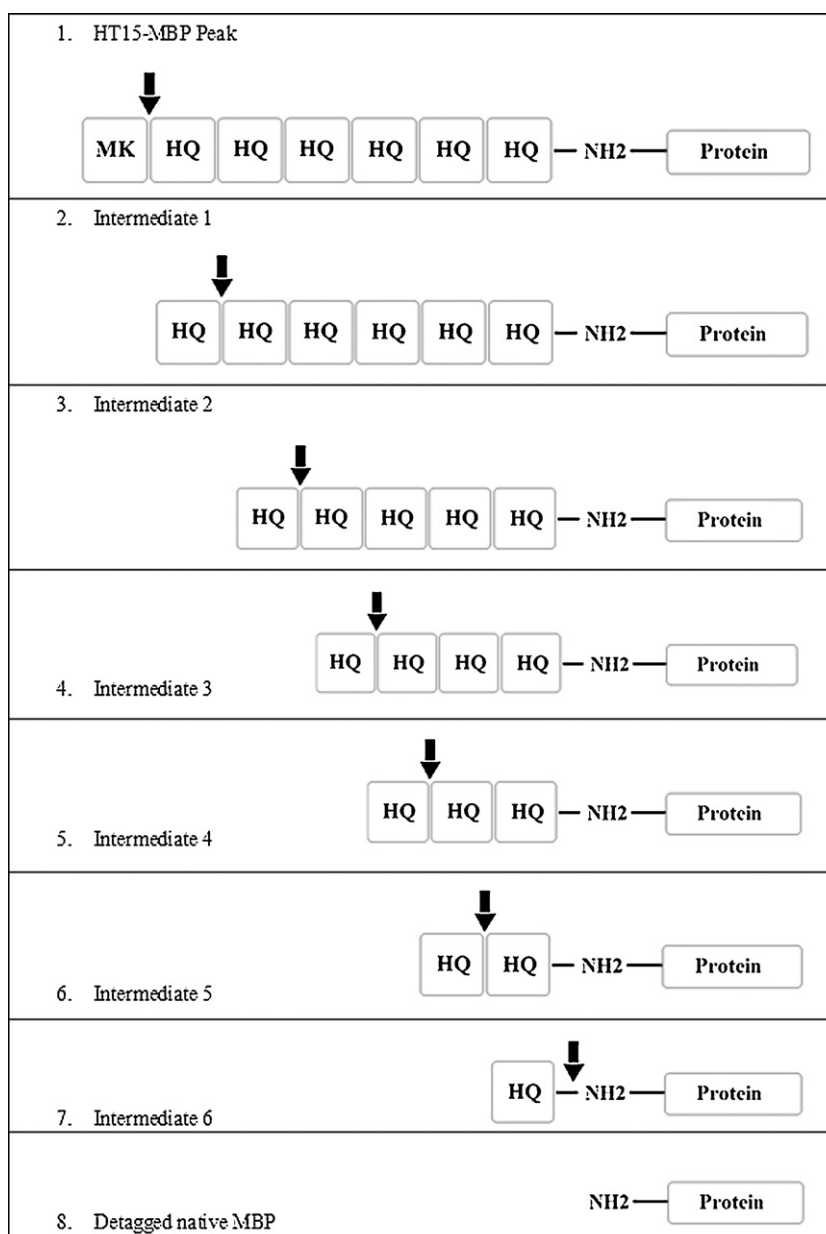 1. HT15-MBP Peak
MK HQ HQ HQ HQ HQ HQ NH2 Protein
2. Intermediate 1
HQ HQ HQ HQ HQ HQ NH2 Protein
3. Intermediate 2
HQ HQ HQ HQ HQ NH2 Protein
HQ HQ HQ HQ NH2 Protein
4. Intermediate 3
HQ HQ HQ NH2 Protein
5. Intermediate 4
HQ HQ NH2 Protein
6. Intermediate 5
HQ NH2 Protein
7. Intermediate 6
NH2 Protein
8. Detagged native MBP